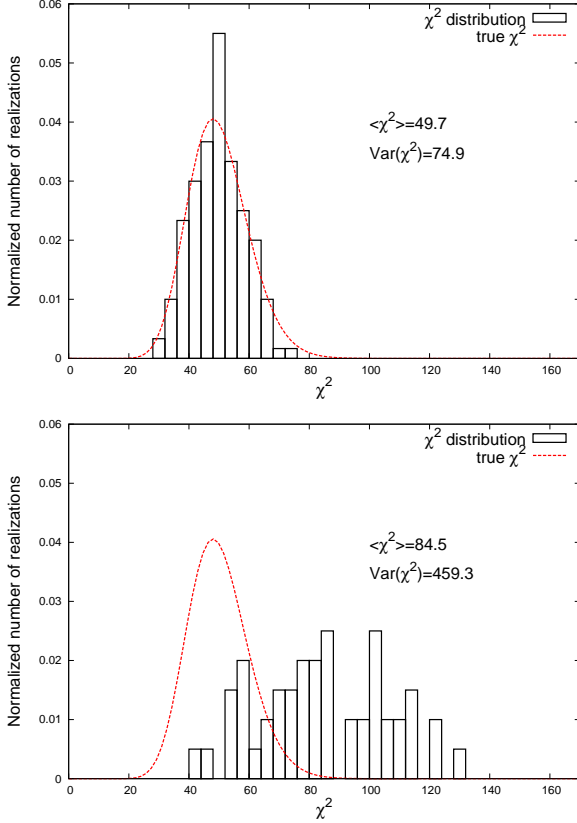 0.06
χ² distribution
true χ²
0.05
0.04
<χ²>=49.7
Var(χ²)=74.9
0.03
0.02
0.01
0
Normalized number of realizations
0 20 40 60 80 100 120 140 160
χ²
0.06
χ² distribution
true χ²
0.05
0.04
<χ²>=84.5
Var(χ²)=459.3
0.03
0.02
0.01
0
Normalized number of realizations
0 20 40 60 80 100 120 140 160
χ²